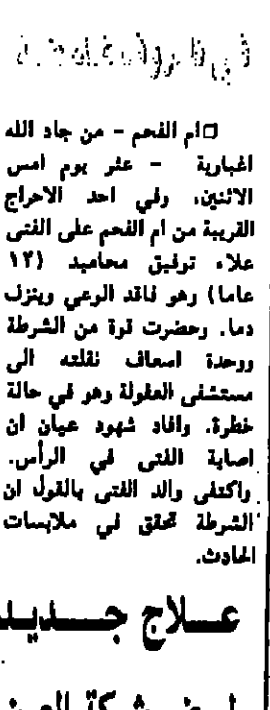 □ام الفحم - من جاد الله
اغبارية - عثر يوم امس
الاثنين، وفي احد الاحراج
القريبة من ام الفحم على الفتى
علاء توفيق محاميد (١٢
عاما) وهو فاقد الوعي وينزف
دما. وحضرت قوة من الشرطة
ووحدة اسعاف نقلته الى
مستشفى العفولة وهو في حالة
خطرة. وافاد شهود عيان ان
اصابة الفتى في الرأس.
واكتفى والد الفتى بالقول ان
الشرطة تحقق في ملابسات
الحادث.
علاج جديد